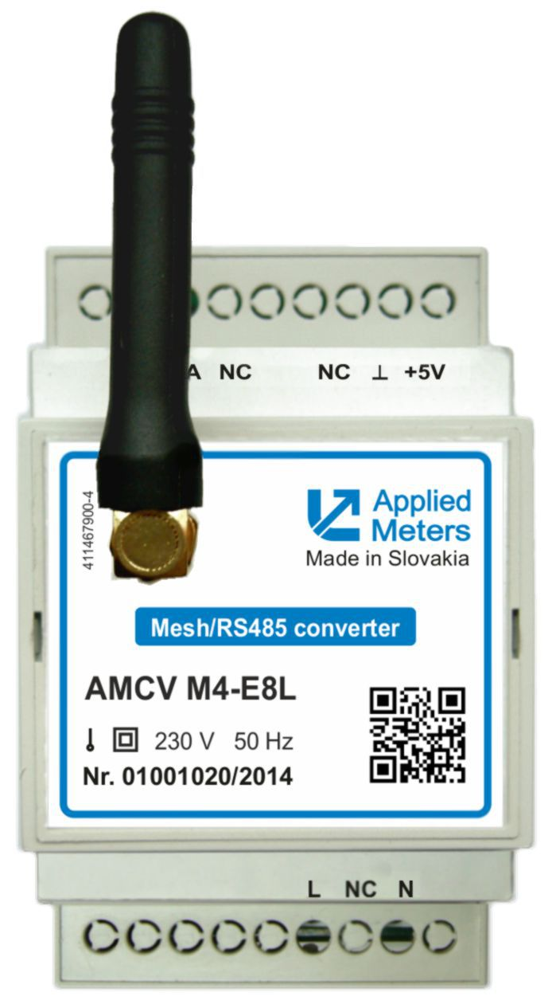 A NC NC ⊥ +5V
411467900-4
Applied
Meters
Made in Slovakia
Mesh/RS485 converter
AMCV M4-E8L
230 V 50 Hz
Nr. 01001020/2014
L NC N